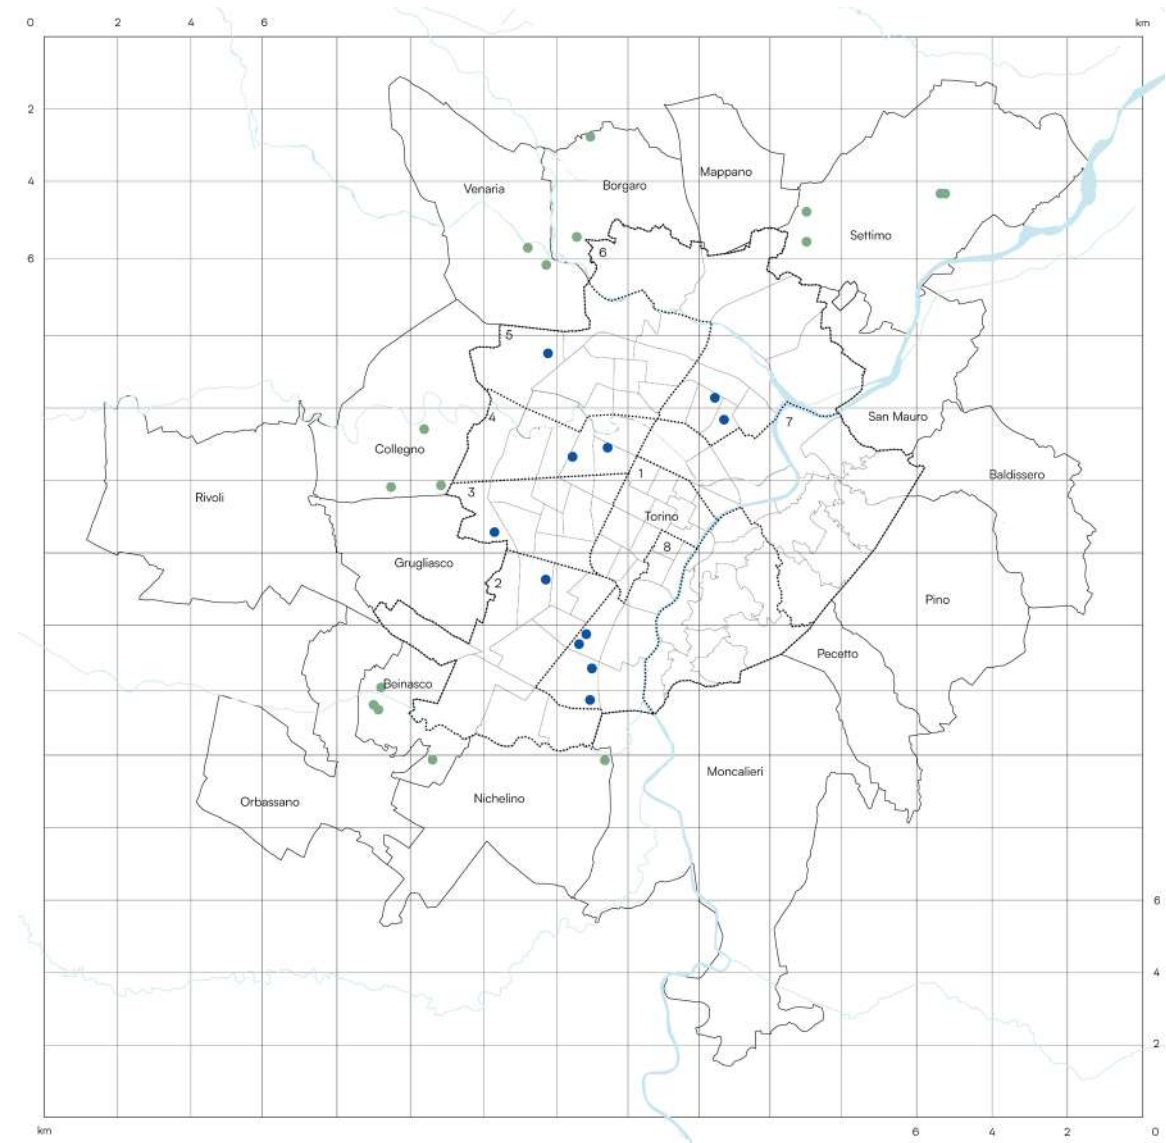 0 2 4 6 km
2
4
Mappano
Borgaro
Venaria
Settimo
6
6
5
4
San Mauro
7
Collegno
1
Baldissero
3
Rivoli
Torino
8
Grugliasco
2
Pino
Pecetto
Beinasco
Moncalieri
Nichelino
Orbassano
6
4
2
km 6 4 2 0